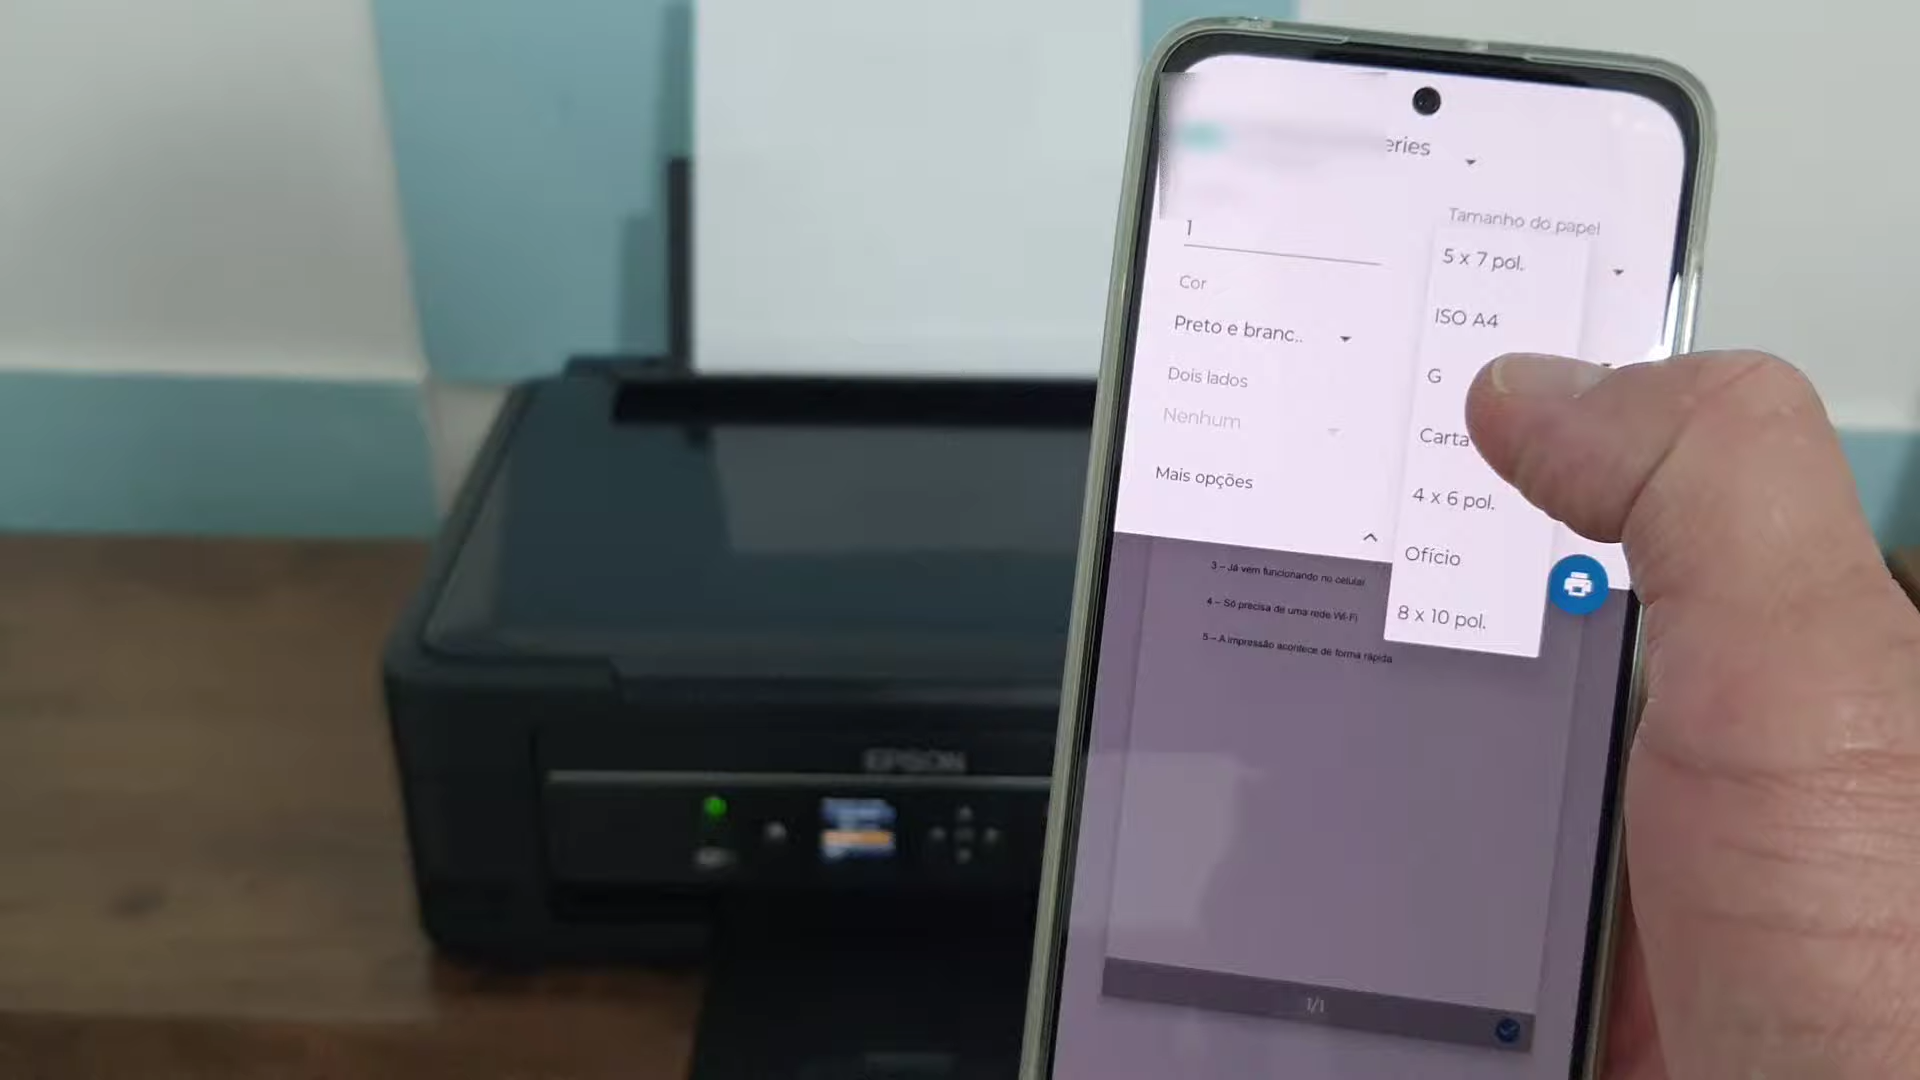 eries
Tamanho do papel
1
5 x 7 pol.
Cor
ISO A4
Preto e branc..
G
Dois lados
Carta
Nenhum
4 x 6 pol.
Mais opções
Ofício
8 x 10 pol.
3 – Já vem funcionando no celular
4 – Só precisa de uma rede Wi-Fi
5 – A impressão acontece de forma rápida
1/1
EPSON